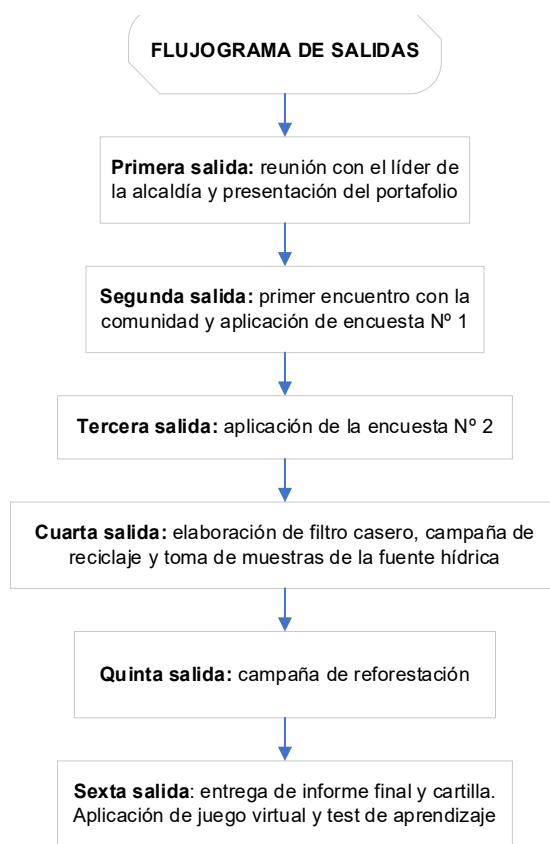 FLUJOGRAMA DE SALIDAS
Primera salida: reunión con el líder de
la alcaldía y presentación del portafolio
Segunda salida: primer encuentro con la
comunidad y aplicación de encuesta Nº 1
Tercera salida: aplicación de la encuesta Nº 2
Cuarta salida: elaboración de filtro casero, campaña de
reciclaje y toma de muestras de la fuente hídrica
Quinta salida: campaña de reforestación
Sexta salida: entrega de informe final y cartilla.
Aplicación de juego virtual y test de aprendizaje